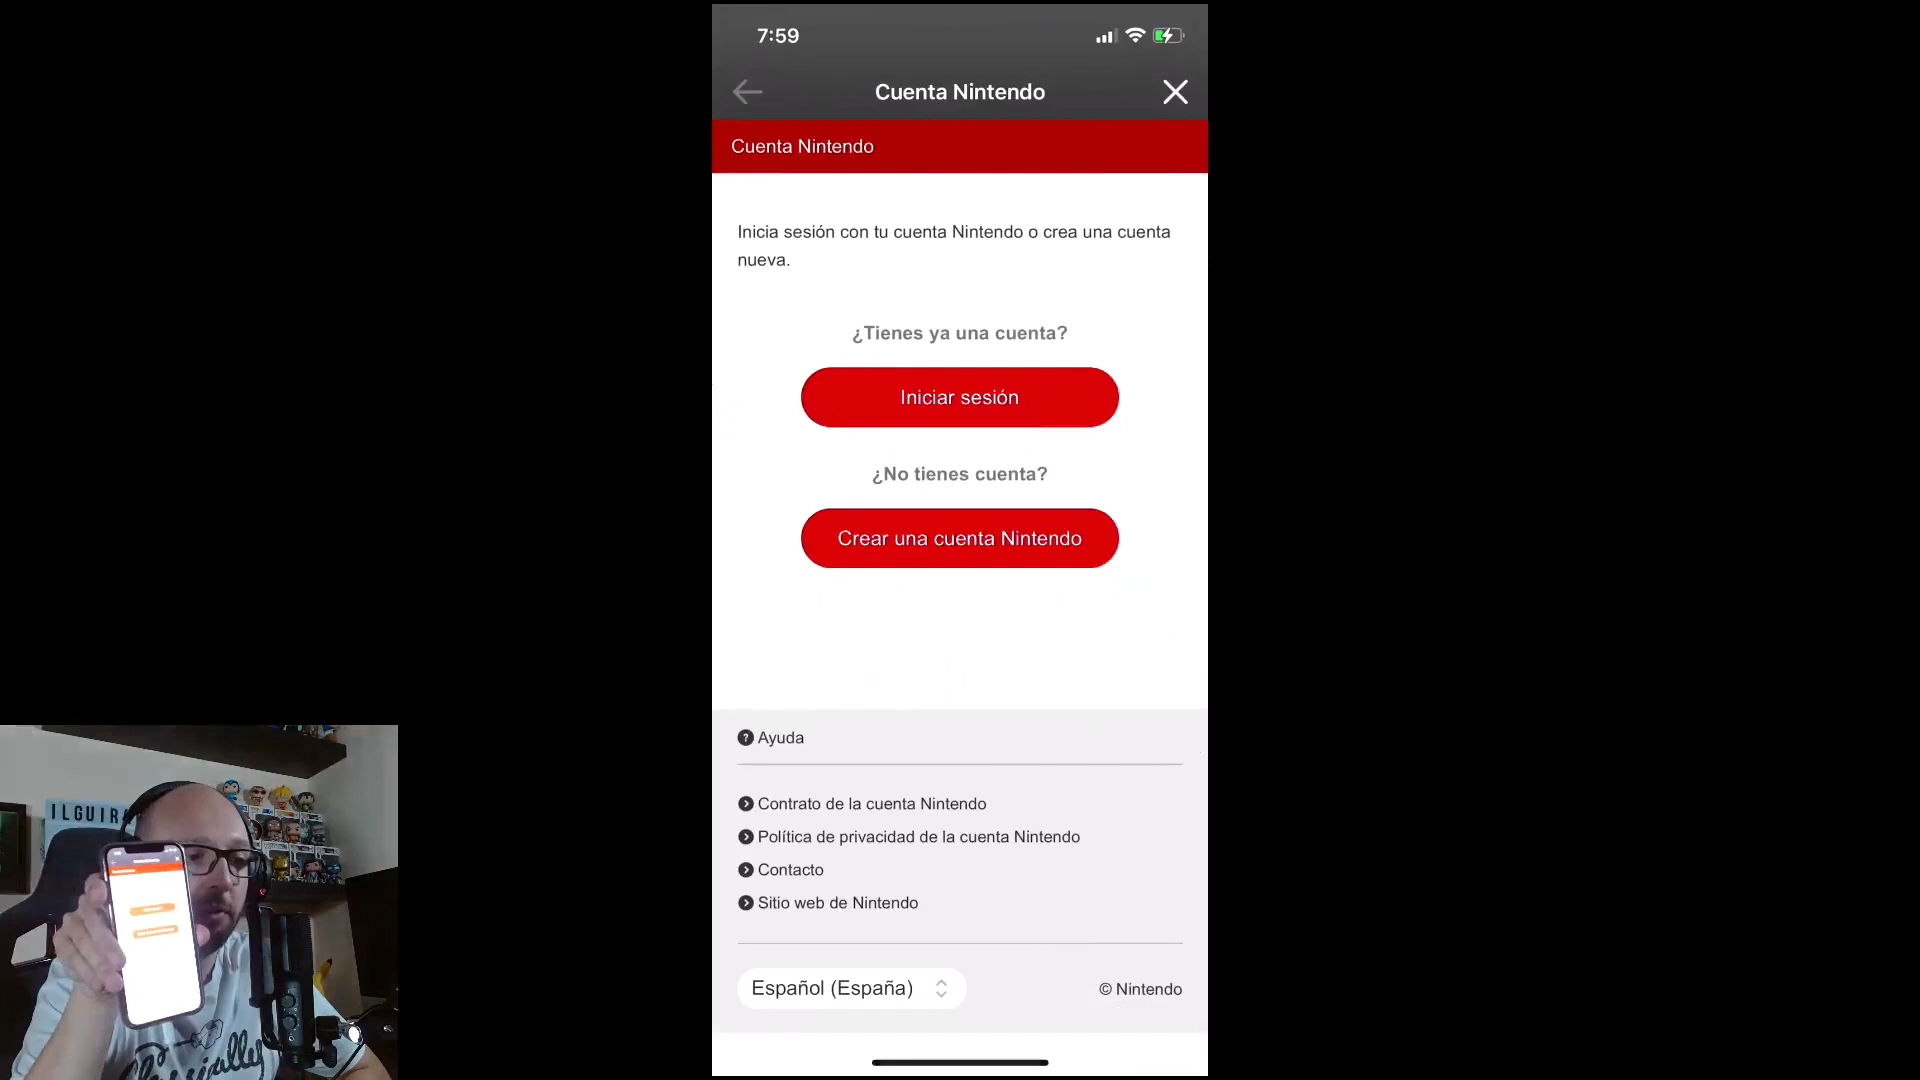 7:59
Cuenta Nintendo
Cuenta Nintendo
Inicia sesión con tu cuenta Nintendo o crea una cuenta
nueva.
¿Tienes ya una cuenta?
Iniciar sesión
¿No tienes cuenta?
Crear una cuenta Nintendo
Ayuda
Contrato de la cuenta Nintendo
Política de privacidad de la cuenta Nintendo
Contacto
Sitio web de Nintendo
Español (España)
© Nintendo
ILGUIR